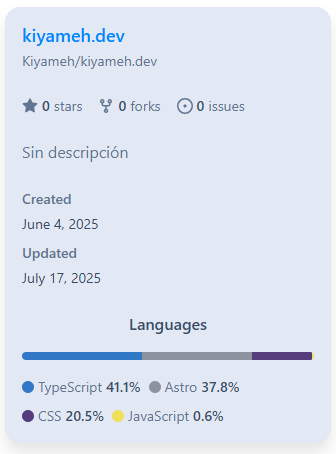 kiyameh.dev
Kiyameh/kiyameh.dev
0 stars 0 forks 0 issues
Sin descripción
Created
June 4, 2025
Updated
July 17, 2025
Languages
TypeScript 41.1% Astro 37.8%
CSS 20.5% JavaScript 0.6%